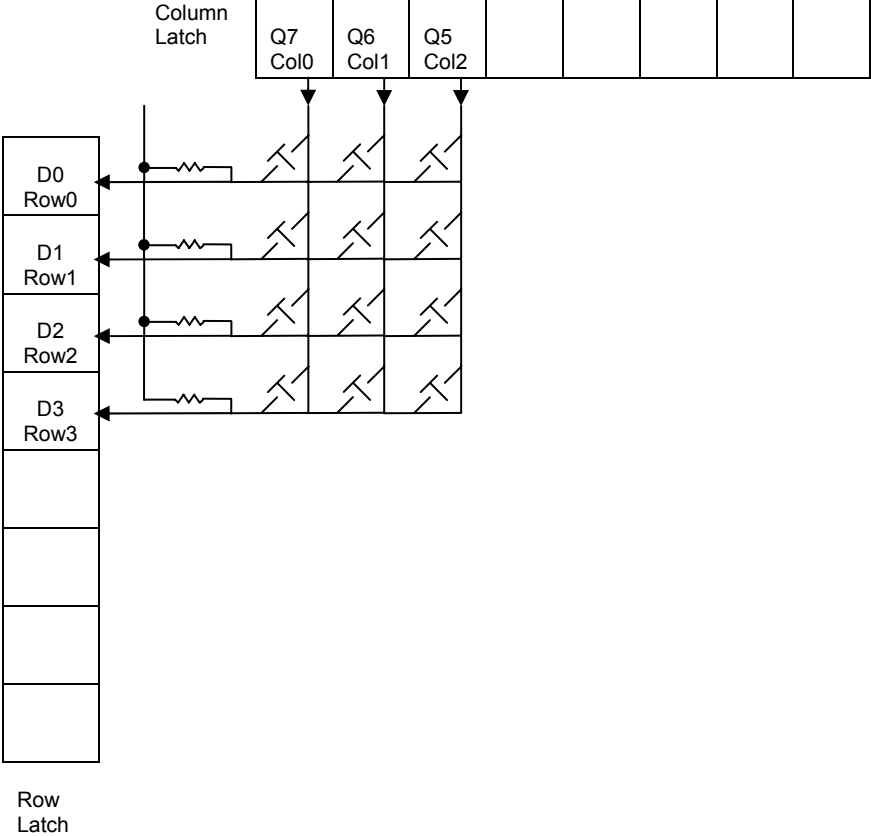 Column
Latch
Q7
Col0
Q6
Col1
Q5
Col2
D0
Row0
D1
Row1
D2
Row2
D3
Row3
Row
Latch